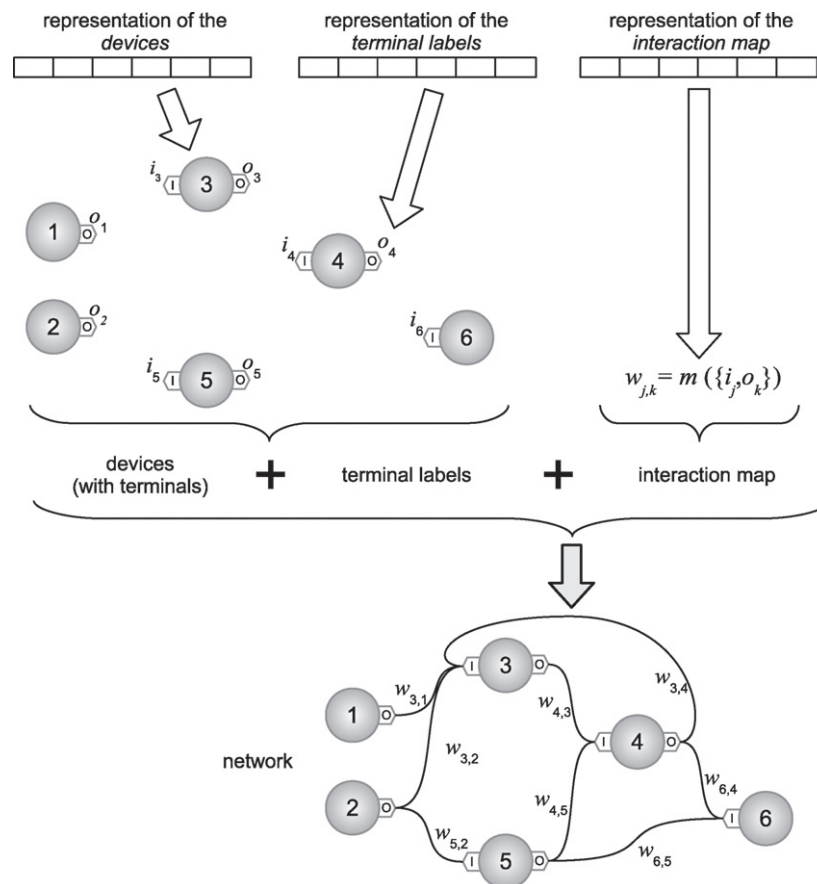 representation of the
devices
representation of the
terminal labels
representation of the
interaction map
i3 I 3 O o3
1 O o1
i4 I 4 O o4
2 O o2
i6 I 6
i5 I 5 O o5
wj,k = m ({ij,ok})
devices
(with terminals)
+
terminal labels
+
interaction map
I 3 O
w3,1
w3,4
1 O
w4,3
I 4 O
network
w3,2
w6,4
2 O
w4,5
I 6
w5,2
w6,5
I 5 O